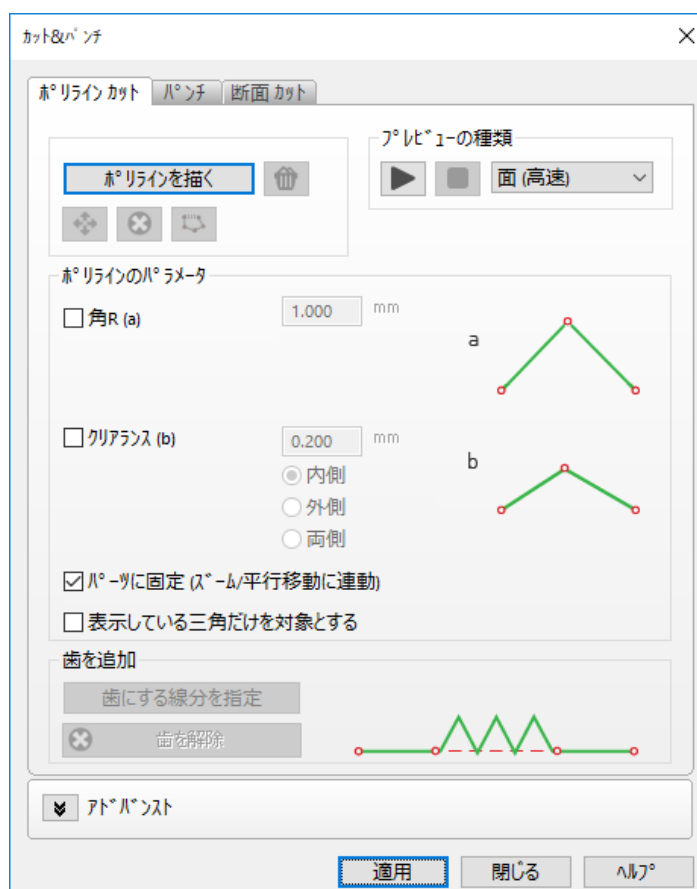 ｶｯﾄ&ﾊﾟﾝﾁ
ﾎﾟﾘﾗｲﾝ ｶｯﾄ ﾊﾟﾝﾁ 断面 ｶｯﾄ
ﾌﾟﾚﾋﾞｭｰの種類
ﾎﾟﾘﾗｲﾝを描く
面 (高速)
ﾎﾟﾘﾗｲﾝのﾊﾟﾗﾒｰﾀ
角R (a) 1.000 mm
a
ｸﾘｱﾗﾝｽ (b) 0.200 mm
b
内側
外側
両側
ﾊﾟｰﾂに固定 (ｽﾞｰﾑ/平行移動に連動)
表示している三角だけを対象とする
歯を追加
歯にする線分を指定
歯を解除
ｱﾄﾞﾊﾞﾝｽﾄ
適用 閉じる ﾍﾙﾌﾟ